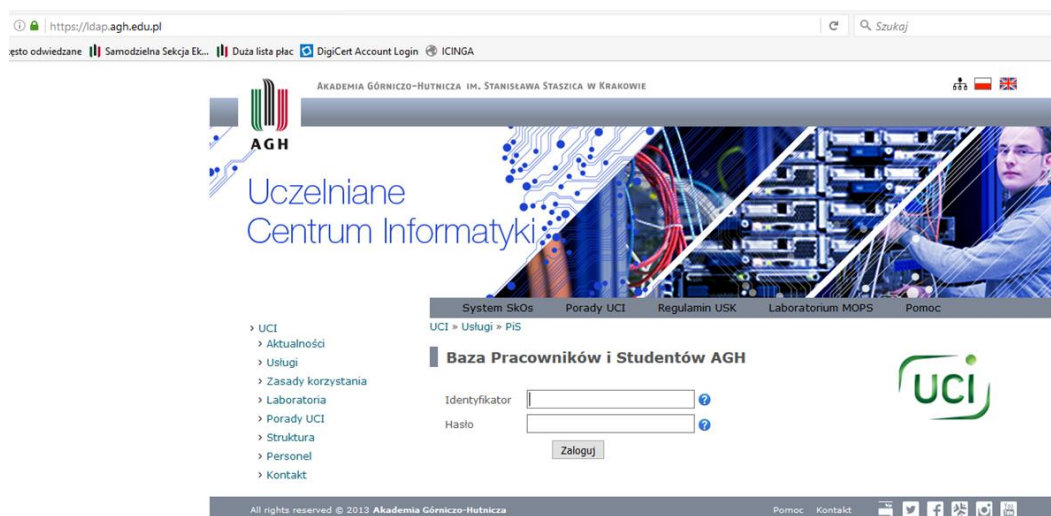 https://ldap.agh.edu.pl
Szukaj
ęsto odwiedzane Samodzielna Sekcja Ek... Duża lista płac DigiCert Account Login ICINGA
Akademia Górniczo-Hutnicza im. Stanisława Staszica w Krakowie
AGH
Uczelniane
Centrum Informatyki
System SkOs Porady UCI Regulamin USK Laboratorium MOPS Pomoc
UCI » Usługi » PiS
› UCI
› Aktualności
› Usługi
› Zasady korzystania
› Laboratoria
› Porady UCI
› Struktura
› Personel
› Kontakt
Baza Pracowników i Studentów AGH
Identyfikator
Hasło
Zaloguj
UCI
All rights reserved © 2013 Akademia Górniczo-Hutnicza
Pomoc Kontakt